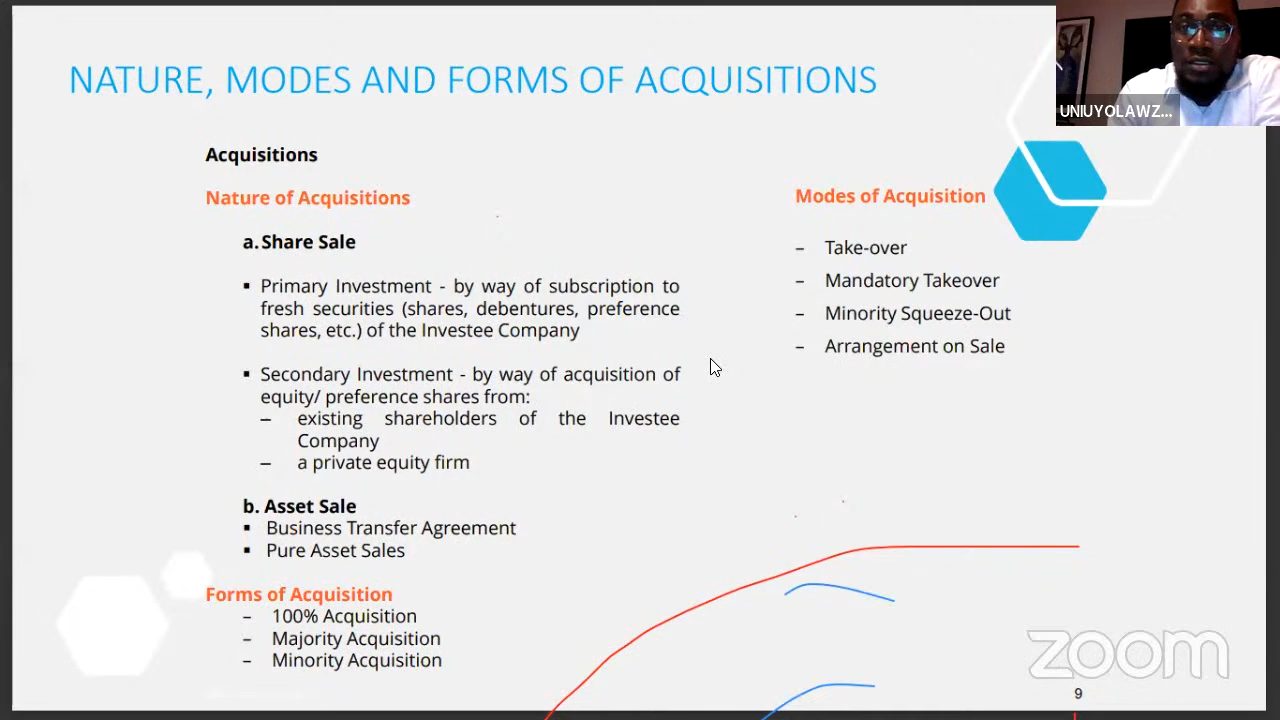 NATURE, MODES AND FORMS OF ACQUISITIONS
UNIUYOLAWZ...
Acquisitions
Nature of Acquisitions
a. Share Sale
▪ Primary Investment - by way of subscription to
fresh securities (shares, debentures, preference
shares, etc.) of the Investee Company
▪ Secondary Investment - by way of acquisition of
equity/ preference shares from:
– existing shareholders of the Investee
Company
– a private equity firm
b. Asset Sale
▪ Business Transfer Agreement
▪ Pure Asset Sales
Forms of Acquisition
– 100% Acquisition
– Majority Acquisition
– Minority Acquisition
Modes of Acquisition
– Take-over
– Mandatory Takeover
– Minority Squeeze-Out
– Arrangement on Sale
zoom
9